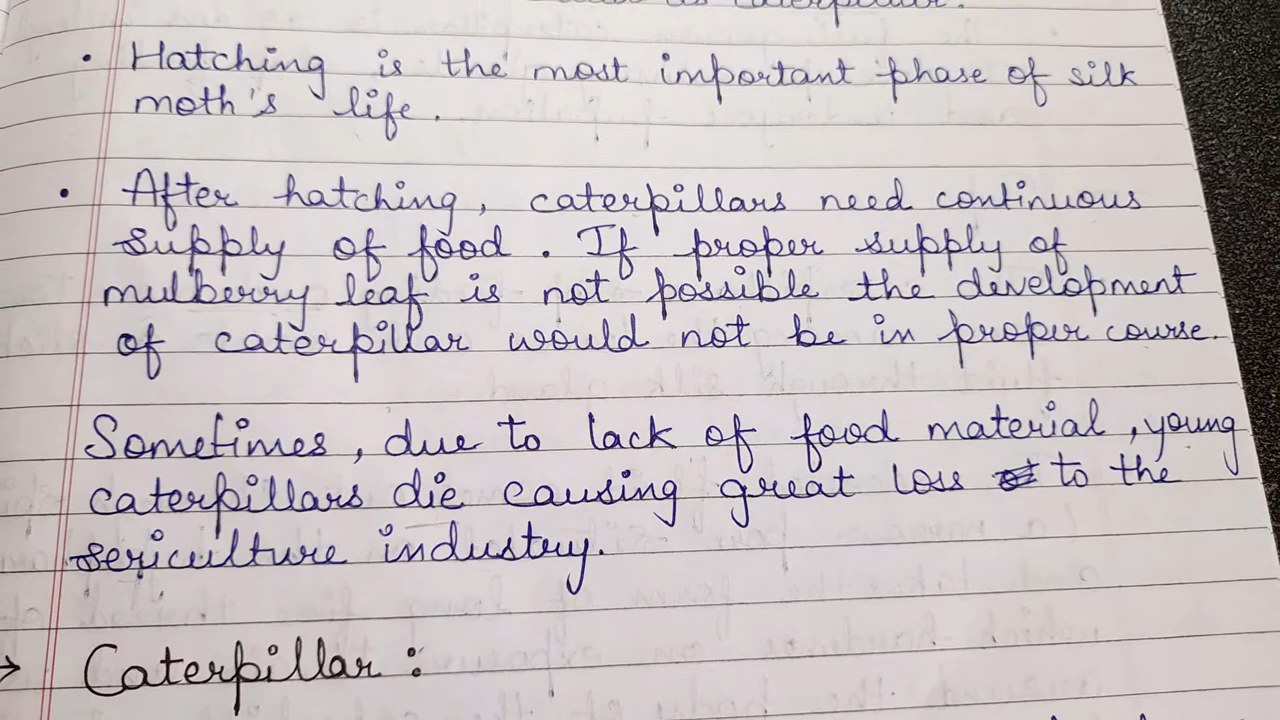 caterpillar.
• Hatching is the most important phase of silk
moth's life.
• After hatching, caterpillars need continuous
supply of food. If proper supply of
mulberry leaf is not possible the development
of caterpillar would not be in proper course.
Sometimes, due to lack of food material, young
caterpillars die causing great loss to the
sericulture industry.
→ Caterpillar :